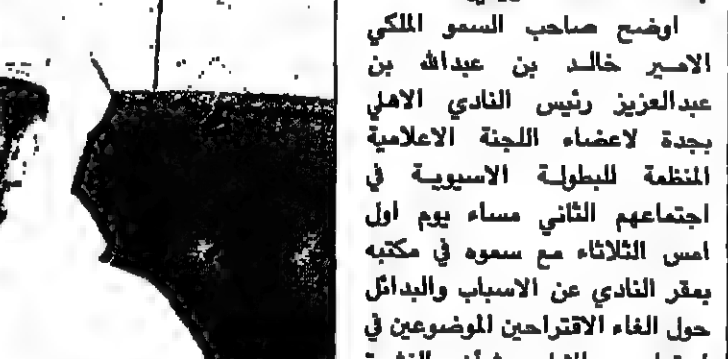 اوضح صاحب السمو الملكي
الامير خالد بن عبدالله بن
عبدالعزيز رئيس النادي الاهلي
بجدة لاعضاء اللجنة الاعلامية
المنظمة للبطولة الاسيوية في
اجتماعهم الثاني مساء يوم اول
امس الثلاثاء مع سموه في مكتبه
بمقر النادي عن الاسباب والبدائل
حول الغاء الاقتراحين الموضوعين في